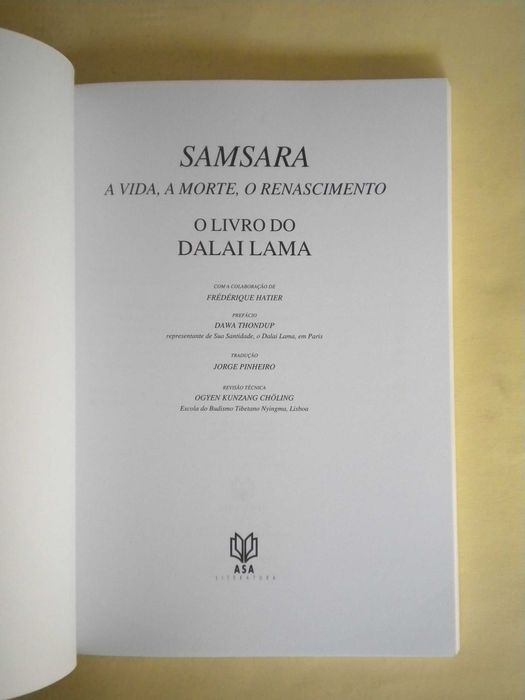 SAMSARA
A VIDA, A MORTE, O RENASCIMENTO
O LIVRO DO
DALAI LAMA
COM A COLABORAÇÃO DE
FRÉDÉRIQUE HATIER
PREFÁCIO
DAWA THONDUP
representante de Sua Santidade, o Dalai Lama, em Paris
TRADUÇÃO
JORGE PINHEIRO
REVISÃO TÉCNICA
OGYEN KUNZANG CHÖLING
Escola do Budismo Tibetano Nyingma, Lisboa
ASA
LITERATURA